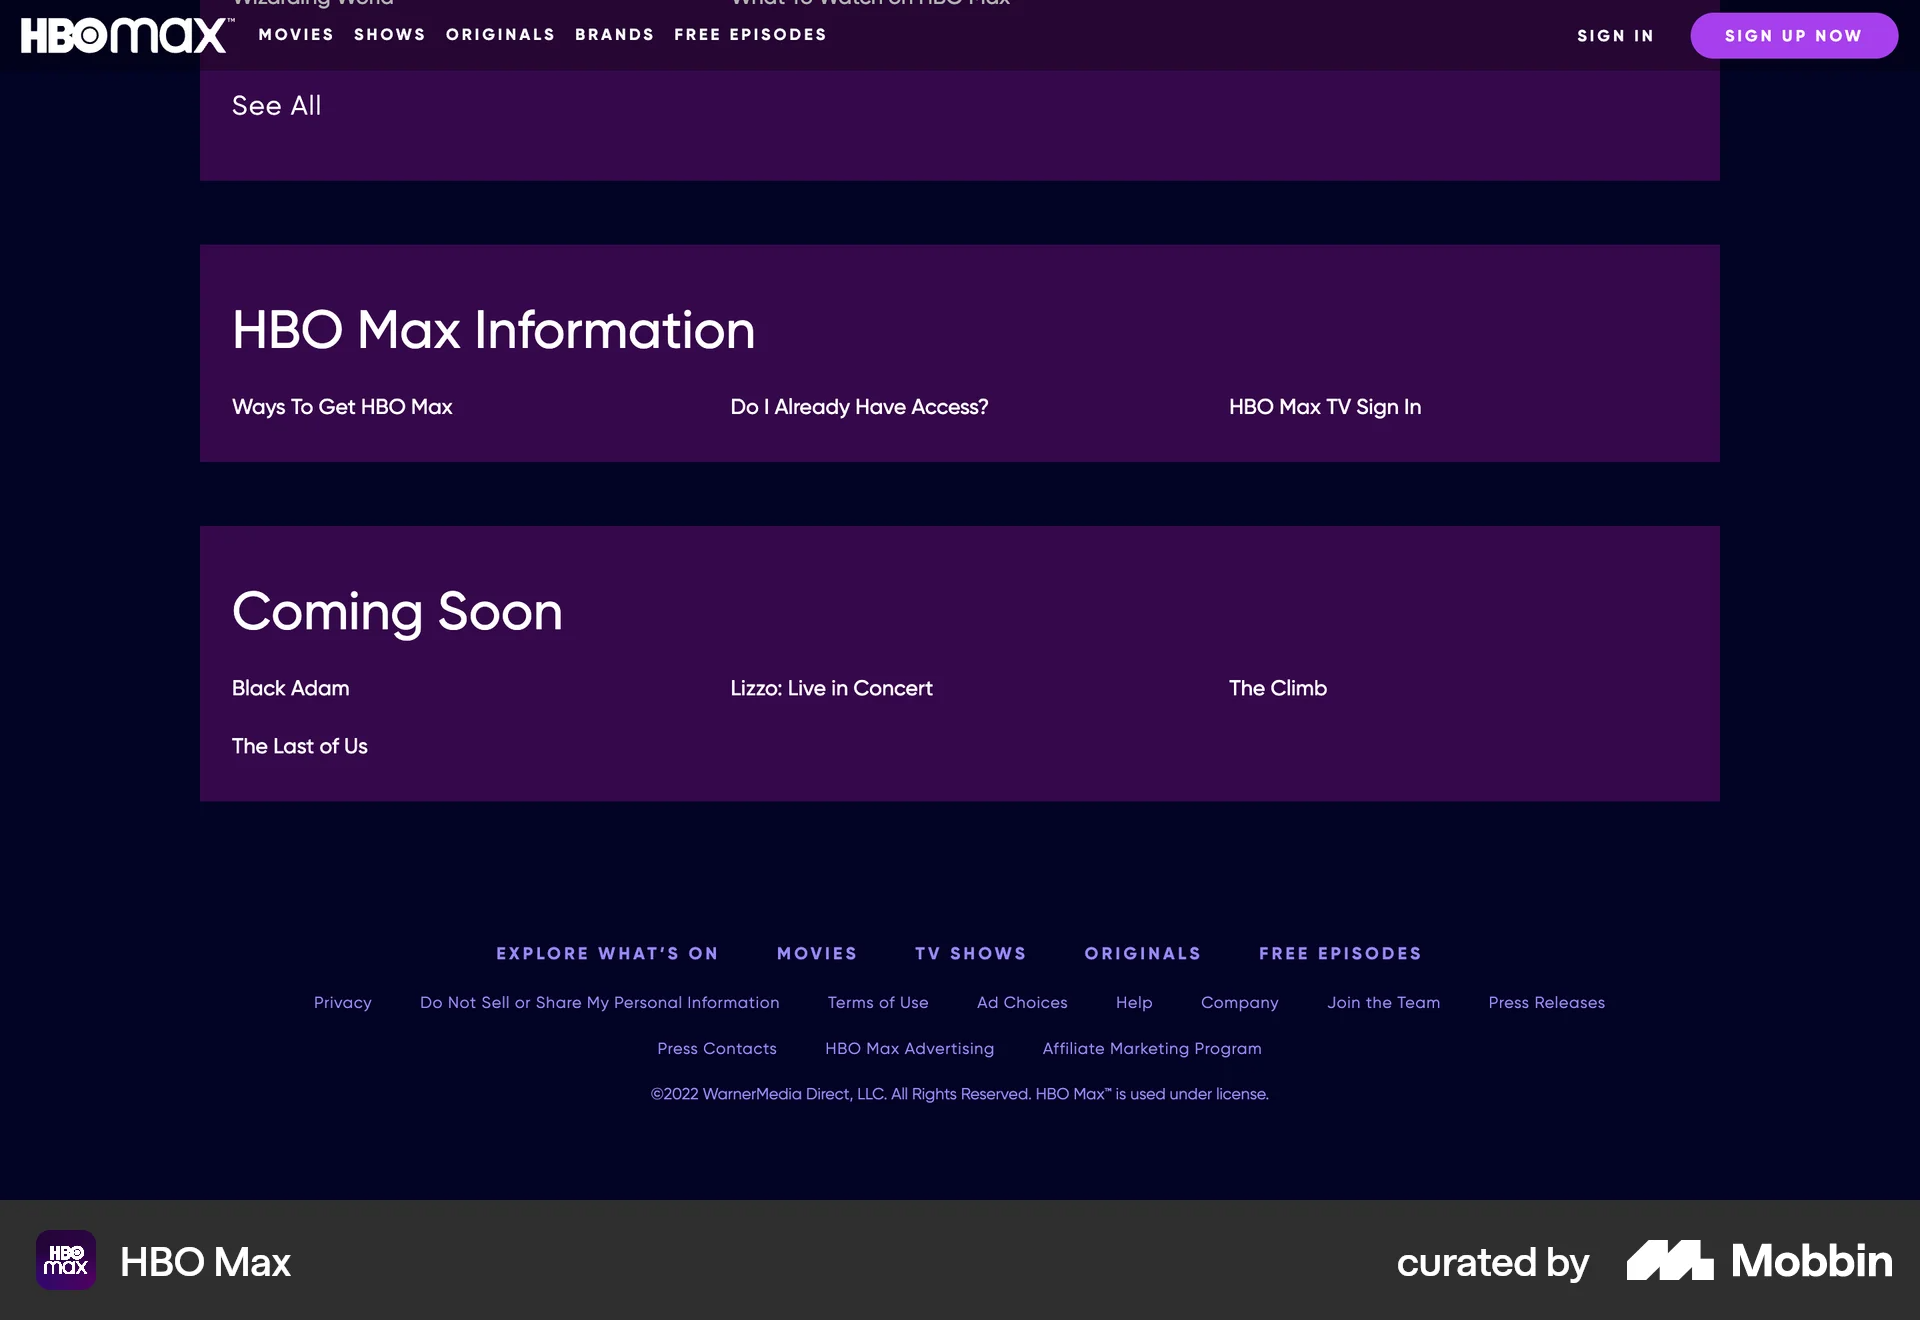 Wizarding World What To Watch on HBO Max
HBOMAX™ MOVIES SHOWS ORIGINALS BRANDS FREE EPISODES SIGN IN SIGN UP NOW
See All
HBO Max Information
Ways To Get HBO Max Do I Already Have Access? HBO Max TV Sign In
Coming Soon
Black Adam Lizzo: Live in Concert The Climb
The Last of Us
EXPLORE WHAT'S ON MOVIES TV SHOWS ORIGINALS FREE EPISODES
Privacy Do Not Sell or Share My Personal Information Terms of Use Ad Choices Help Company Join the Team Press Releases
Press Contacts HBO Max Advertising Affiliate Marketing Program
©2022 WarnerMedia Direct, LLC. All Rights Reserved. HBO Max™ is used under license.
HBO max HBO Max curated by Mobbin